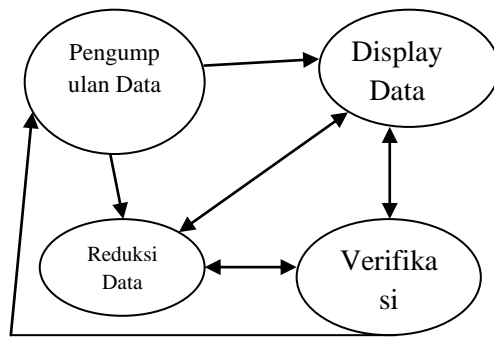 Pengump
ulan Data
Display
Data
Reduksi
Data
Verifika
si